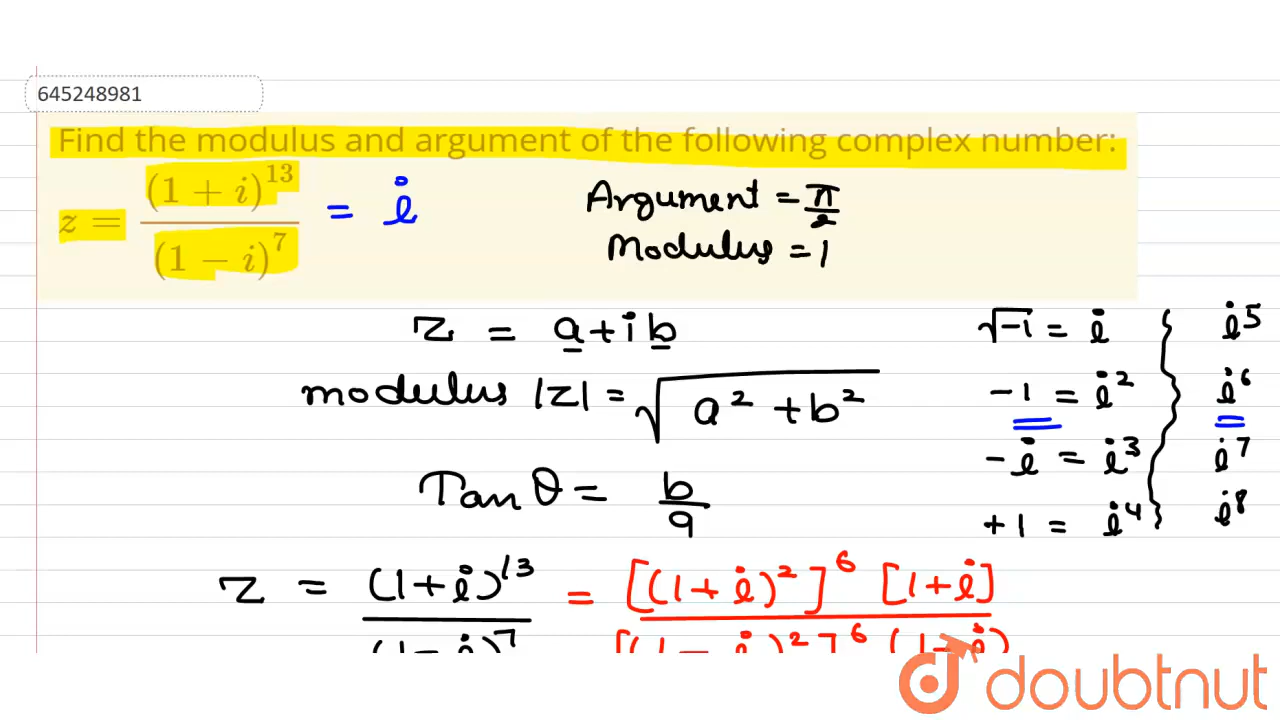 645248981
Find the modulus and argument of the following complex number:
z = (1 + i)^13 / (1 − i)^7 = i
Argument = π/2
Modulus = 1
z = a + ib
modulus |z| = √(a² + b²)
Tan θ = b/a
√-1 = i
-1 = i²
-i = i³
+1 = i⁴
i⁵
i⁶
i⁷
i⁸
z = (1+i)^13 / (1-i)^7 = [(1+i)²]^6 [1+i] / [(1-i)²]^6 (1-i)
doubtnut